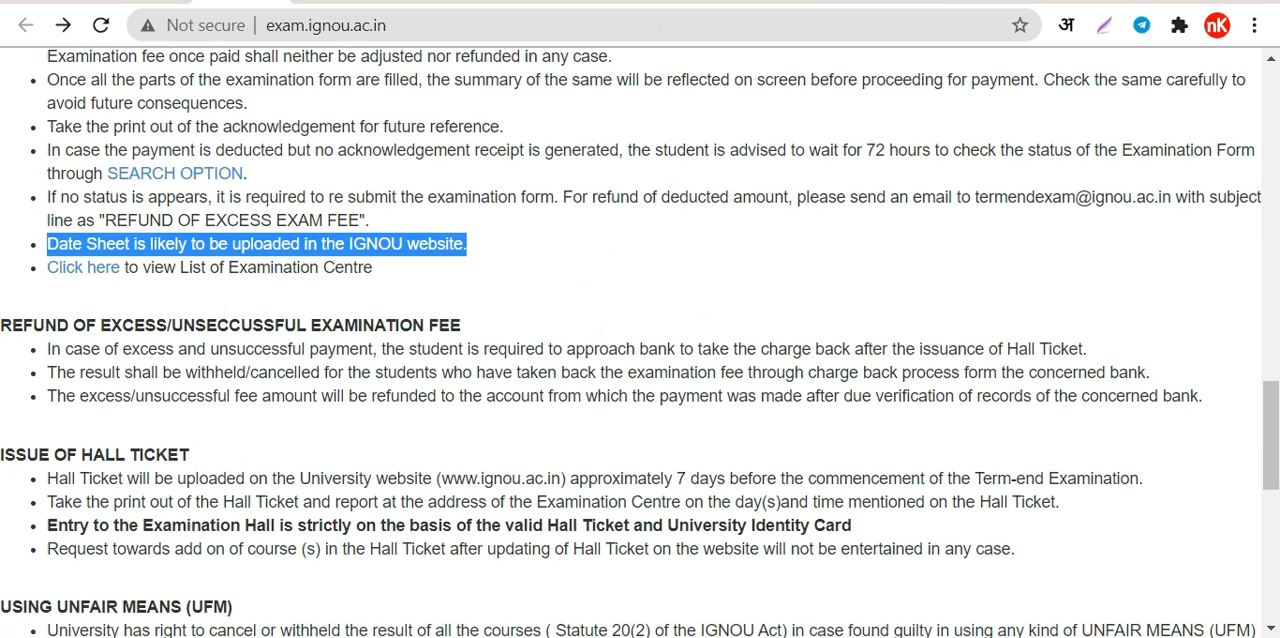 Not secure | exam.ignou.ac.in
अ
nK
Examination fee once paid shall neither be adjusted nor refunded in any case.
• Once all the parts of the examination form are filled, the summary of the same will be reflected on screen before proceeding for payment. Check the same carefully to
avoid future consequences.
• Take the print out of the acknowledgement for future reference.
• In case the payment is deducted but no acknowledgement receipt is generated, the student is advised to wait for 72 hours to check the status of the Examination Form
through SEARCH OPTION.
• If no status is appears, it is required to re submit the examination form. For refund of deducted amount, please send an email to termendexam@ignou.ac.in with subject
line as "REFUND OF EXCESS EXAM FEE".
• Date Sheet is likely to be uploaded in the IGNOU website.
• Click here to view List of Examination Centre
REFUND OF EXCESS/UNSECCUSSFUL EXAMINATION FEE
• In case of excess and unsuccessful payment, the student is required to approach bank to take the charge back after the issuance of Hall Ticket.
• The result shall be withheld/cancelled for the students who have taken back the examination fee through charge back process form the concerned bank.
• The excess/unsuccessful fee amount will be refunded to the account from which the payment was made after due verification of records of the concerned bank.
ISSUE OF HALL TICKET
• Hall Ticket will be uploaded on the University website (www.ignou.ac.in) approximately 7 days before the commencement of the Term-end Examination.
• Take the print out of the Hall Ticket and report at the address of the Examination Centre on the day(s)and time mentioned on the Hall Ticket.
• Entry to the Examination Hall is strictly on the basis of the valid Hall Ticket and University Identity Card
• Request towards add on of course (s) in the Hall Ticket after updating of Hall Ticket on the website will not be entertained in any case.
USING UNFAIR MEANS (UFM)
• University has right to cancel or withheld the result of all the courses ( Statute 20(2) of the IGNOU Act) in case found guilty in using any kind of UNFAIR MEANS (UFM)